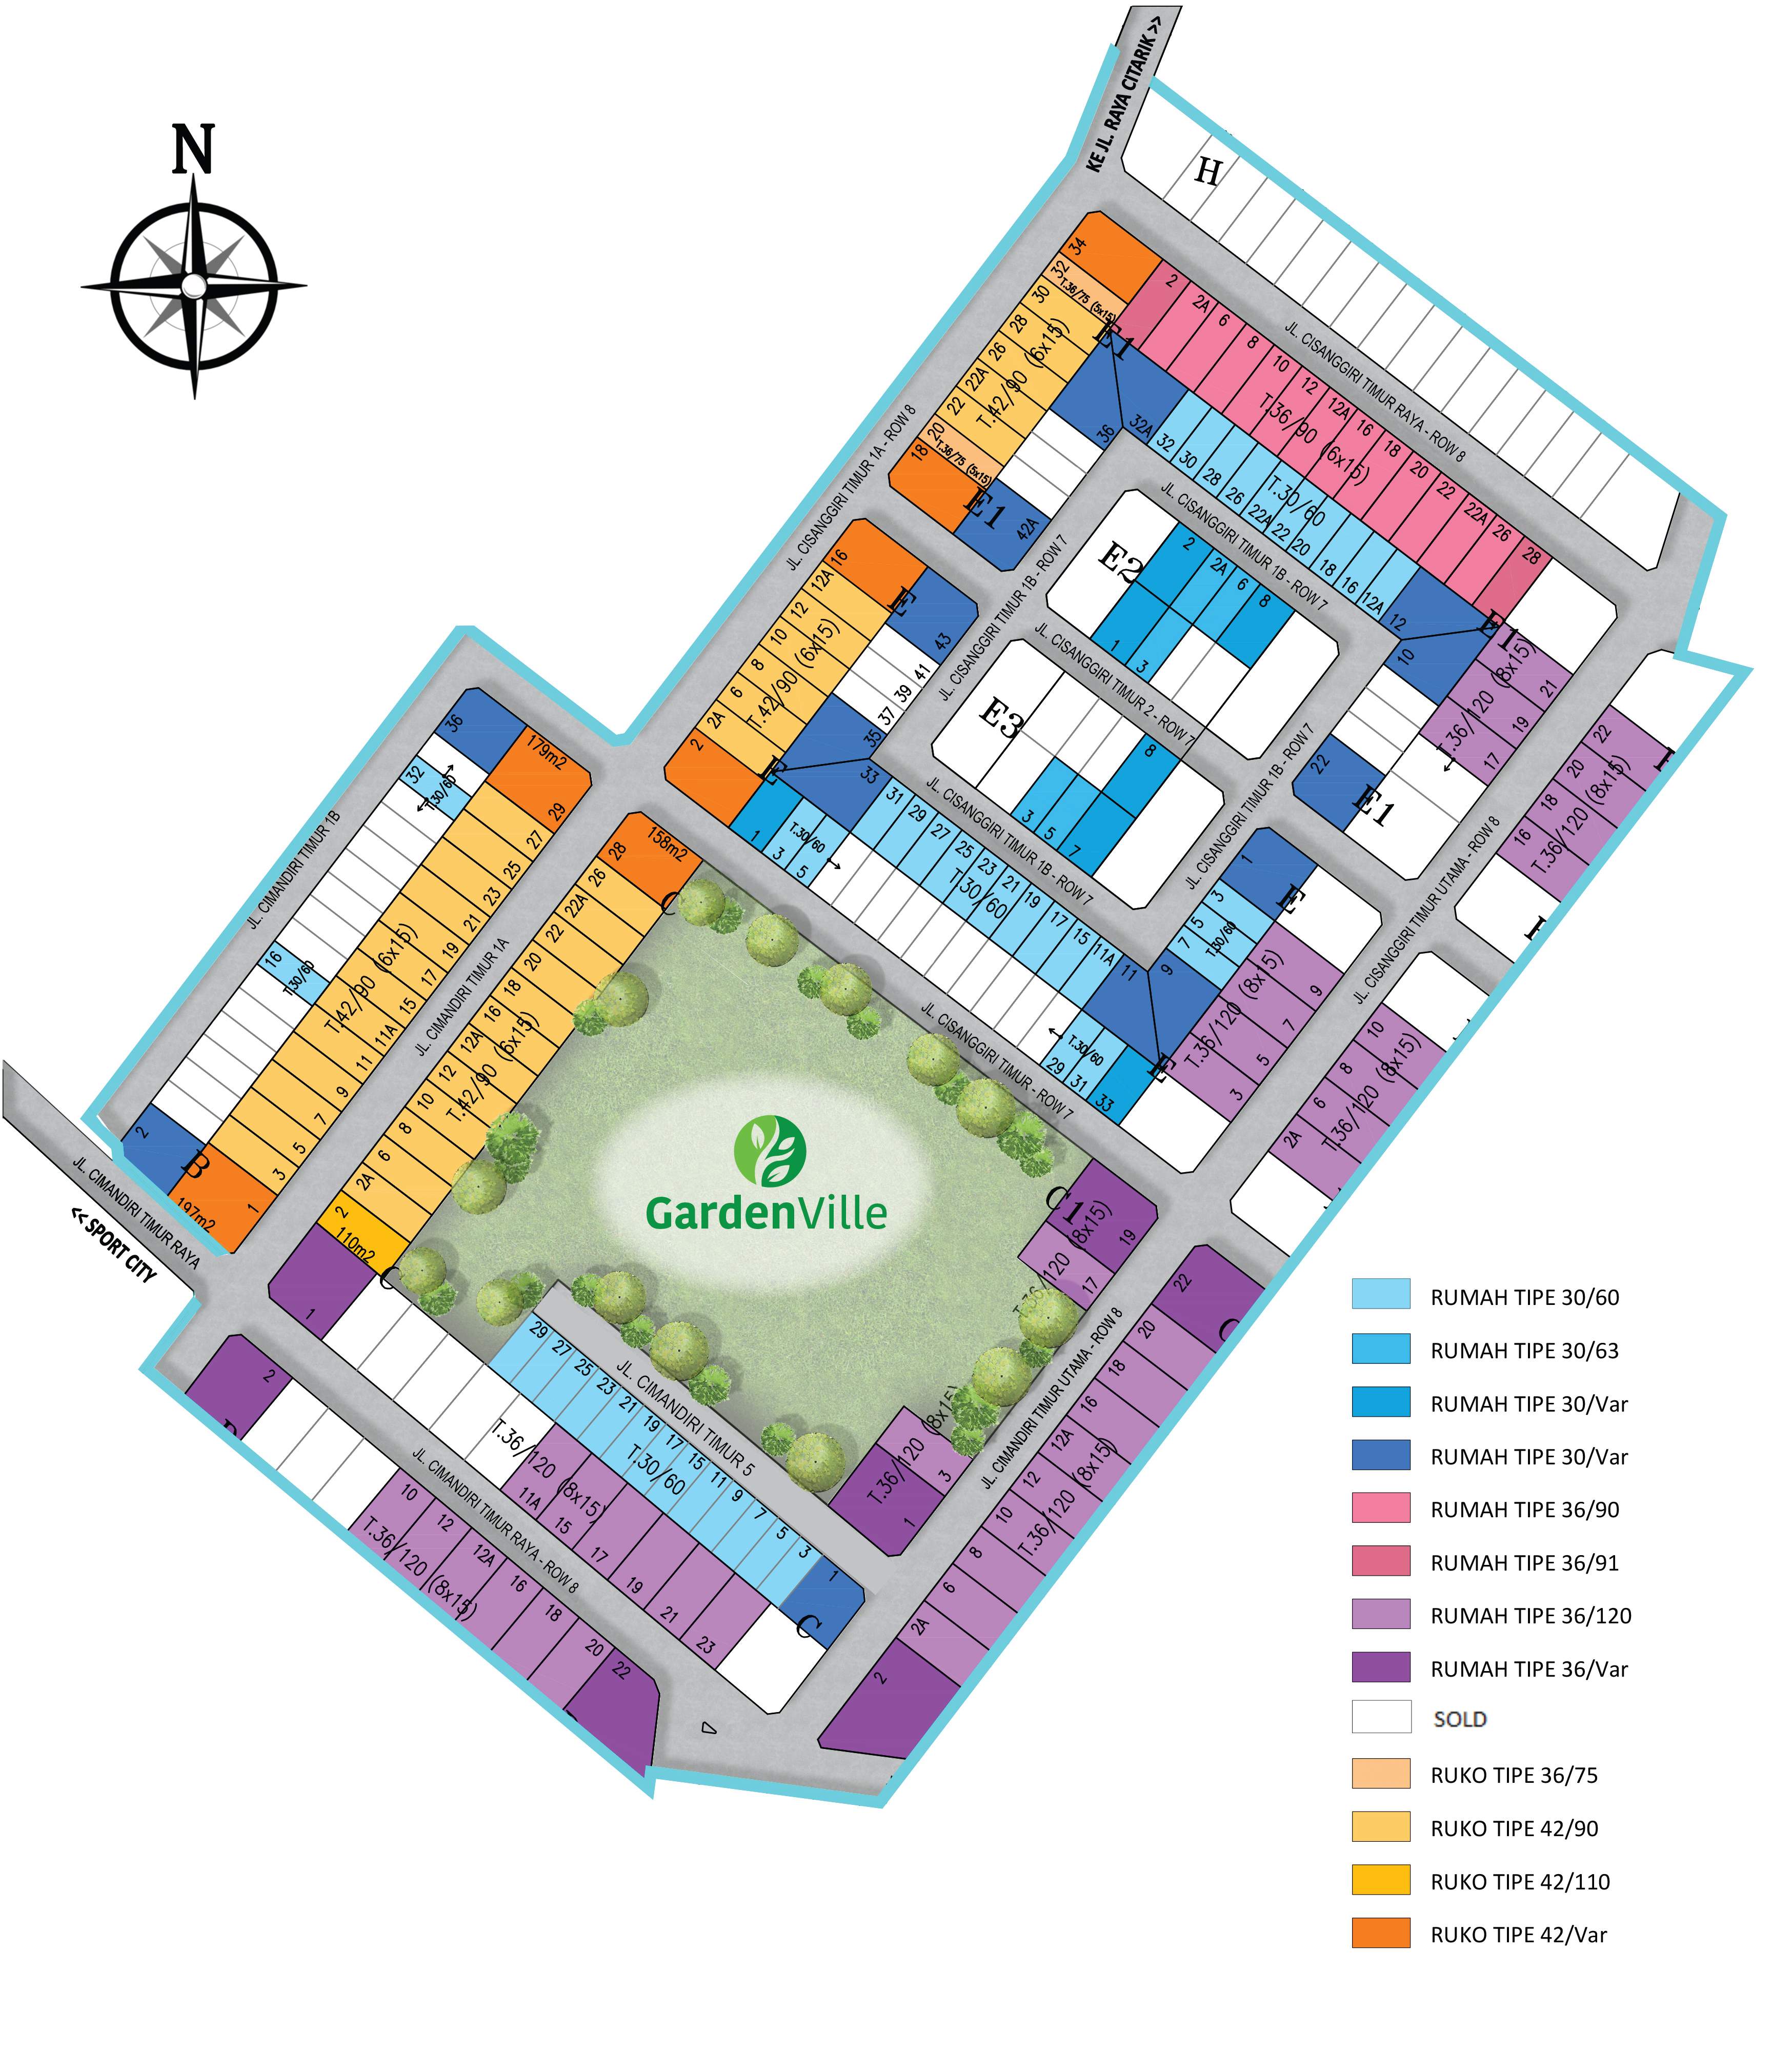 N
KE JL. RAYA CITARIK >>
H
34
32
T.36/75 (5x15)
30
28
26
22A
22
T.42/90 (6x15)
20
T.36/75 (5x15)
18
E1
E1
2
2A
6
8
10
12
12A
16
18
20
22
22A
26
28
T.36/90 (6x15)
JL. CISANGGIRI TIMUR RAYA - ROW 8
36
32A
32
30
28
26
22A
22
20
18
16
12A
12
10
T.30/60
42A
JL. CISANGGIRI TIMUR 1A - ROW 8
JL. CISANGGIRI TIMUR 1B - ROW 7
JL. CISANGGIRI TIMUR 1B - ROW 7
E2
2
2A
6
8
1
3
JL. CISANGGIRI TIMUR 2 - ROW 7
E3
8
3
5
7
JL. CISANGGIRI TIMUR 1B - ROW 7
JL. CISANGGIRI TIMUR 1B - ROW 7
E1
T.36/120 (8x15)
21
19
17
22
E1
22
20
18
16
T.36/120 (8x15)
16
12A
12
10
8
6
2A
2
T.42/90 (6x15)
E
43
41
39
37
35
33
E
1
3
5
T.30/60
31
29
27
25
23
21
19
17
15
11A
11
9
T.30/60
1
E
3
5
7
T.30/60
9
7
5
3
T.36/120 (8x15)
T.30/60
29
31
33
E
JL. CISANGGIRI TIMUR UTAMA - ROW 8
10
8
6
2A
T.36/120 (8x15)
JL. CISANGGIRI TIMUR - ROW 7
36
179m2
32
T.30/60
29
27
25
23
21
19
17
15
11A
11
9
7
5
3
1
T.42/90 (6x15)
16
T.30/60
2
B
197m2
JL. CIMANDIRI TIMUR 1B
JL. CIMANDIRI TIMUR 1A
JL. CIMANDIRI TIMUR RAYA
<< SPORT CITY
158m2
28
26
22A
22
20
18
16
12A
12
10
8
6
2A
2
T.42/90 (6x15)
110m2
C
C
GardenVille
C1
T.36/120 (8x15)
19
17
T.36/120 (8x15)
3
1
1
2
29
27
25
23
21
19
17
15
11
9
7
5
3
1
T.30/60
C
JL. CIMANDIRI TIMUR 5
T.36/120 (8x15)
11A
15
17
19
21
23
JL. CIMANDIRI TIMUR RAYA - ROW 8
10
12
12A
16
18
20
22
T.36/120 (8x15)
JL. CIMANDIRI TIMUR UTAMA - ROW 8
22
20
18
16
12A
12
10
8
6
2A
2
T.36/120 (8x15)
RUMAH TIPE 30/60
RUMAH TIPE 30/63
RUMAH TIPE 30/Var
RUMAH TIPE 30/Var
RUMAH TIPE 36/90
RUMAH TIPE 36/91
RUMAH TIPE 36/120
RUMAH TIPE 36/Var
SOLD
RUKO TIPE 36/75
RUKO TIPE 42/90
RUKO TIPE 42/110
RUKO TIPE 42/Var